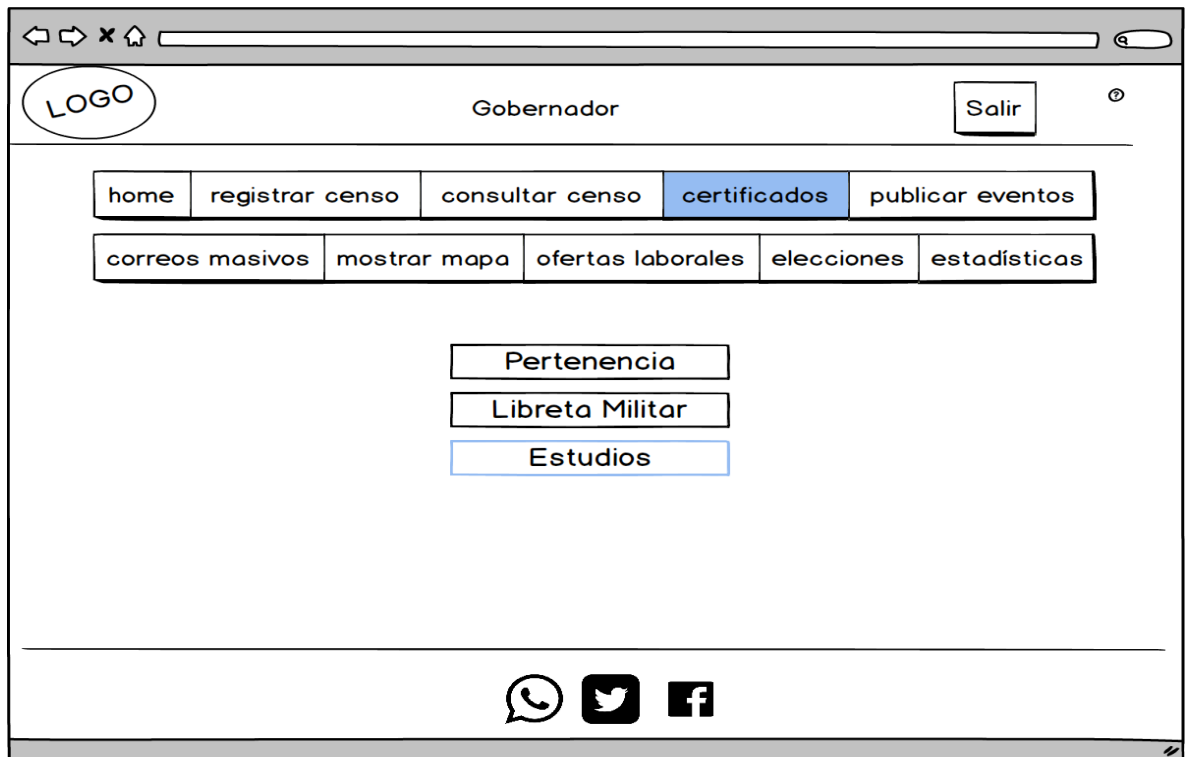 LOGO
Gobernador
Salir
?
home registrar censo consultar censo certificados publicar eventos
correos masivos mostrar mapa ofertas laborales elecciones estadísticas
Pertenencia
Libreta Militar
Estudios